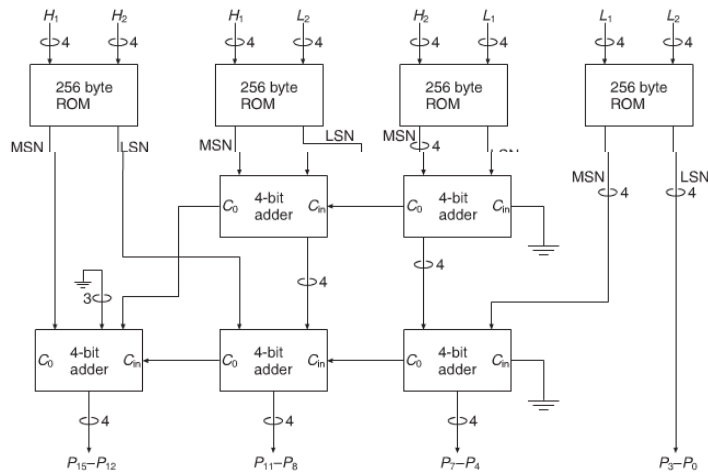 H₁ H₂ H₁ L₂ H₂ L₁ L₁ L₂
4 4 4 4 4 4 4 4
256 byte ROM
256 byte ROM
256 byte ROM
256 byte ROM
MSN LSN
MSN LSN
MSN 4
MSN 4 LSN 4
C₀ 4-bit adder Cin
C₀ 4-bit adder Cin
4 4
3
C₀ 4-bit adder Cin
C₀ 4-bit adder Cin
C₀ 4-bit adder Cin
4 4 4
P₁₅–P₁₂ P₁₁–P₈ P₇–P₄ P₃–P₀